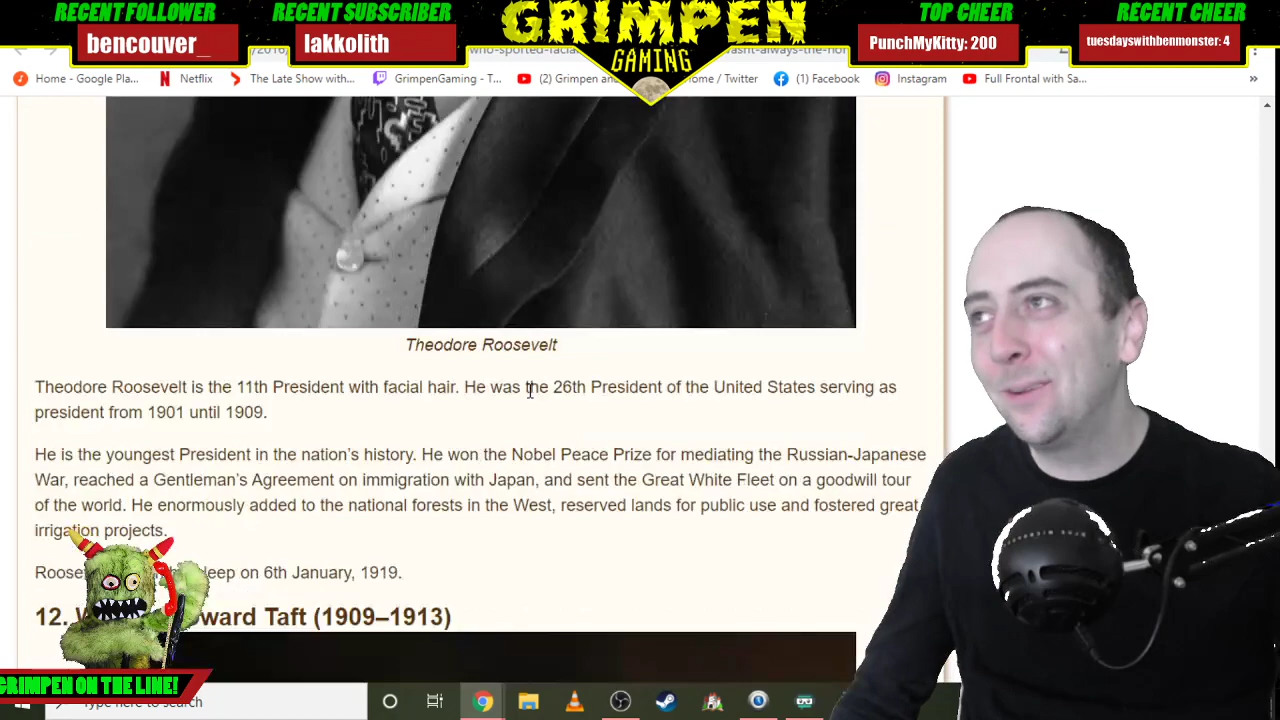 RECENT FOLLOWER
bencouver_
RECENT SUBSCRIBER
lakkolith
GRIMPEN
GAMING
TOP CHEER
PunchMyKitty: 200
RECENT CHEER
tuesdayswithbenmonster: 4
Home - Google Pla...
Netflix
The Late Show with...
GrimpenGaming - T...
(2) Grimpen an
ome / Twitter
(1) Facebook
Instagram
Full Frontal with Sa...
»
Theodore Roosevelt
Theodore Roosevelt is the 11th President with facial hair. He was the 26th President of the United States serving as
president from 1901 until 1909.
He is the youngest President in the nation's history. He won the Nobel Peace Prize for mediating the Russian-Japanese
War, reached a Gentleman's Agreement on immigration with Japan, and sent the Great White Fleet on a goodwill tour
of the world. He enormously added to the national forests in the West, reserved lands for public use and fostered great
irrigation projects.
Roose leep on 6th January, 1919.
12. W ward Taft (1909–1913)
GRIMPEN ON THE LINE!
Type here to search